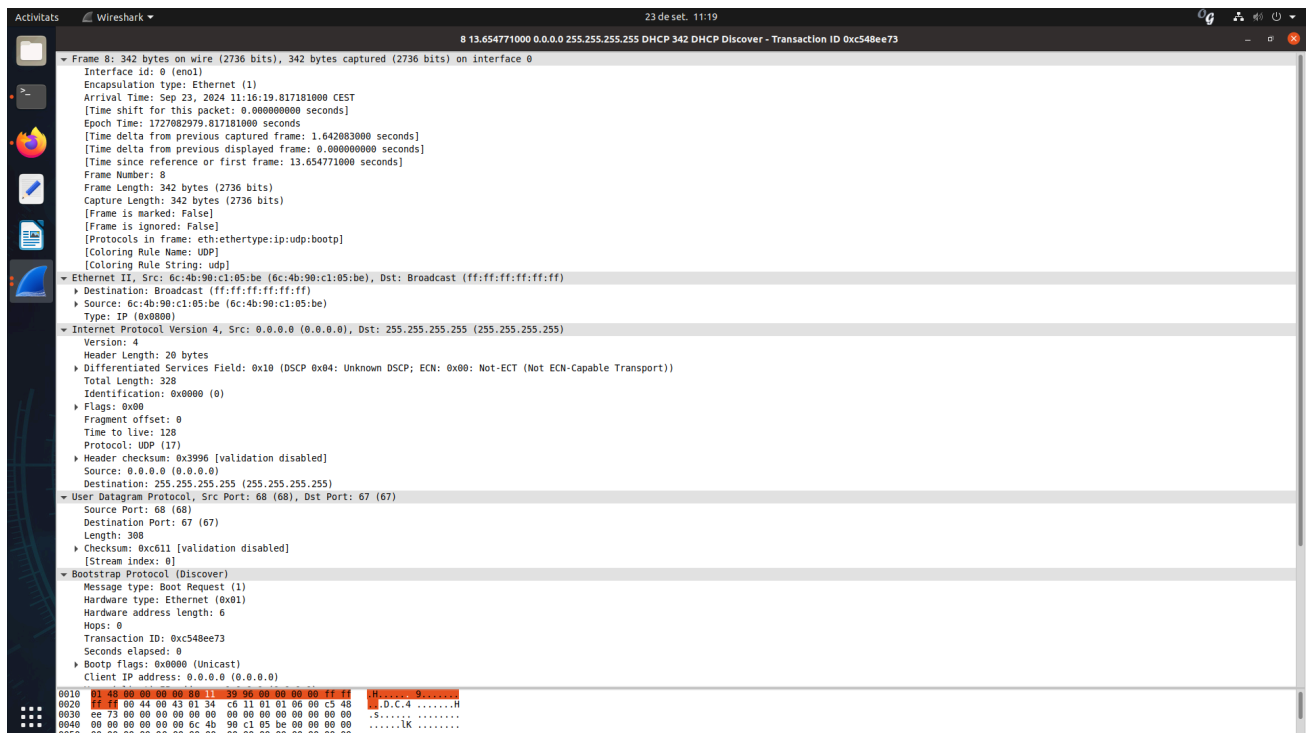 Activitats Wireshark 23 de set. 11:19
8 13.654771000 0.0.0.0 255.255.255.255 DHCP 342 DHCP Discover - Transaction ID 0xc548ee73
Frame 8: 342 bytes on wire (2736 bits), 342 bytes captured (2736 bits) on interface 0
Interface id: 0 (eno1)
Encapsulation type: Ethernet (1)
Arrival Time: Sep 23, 2024 11:16:19.817181000 CEST
[Time shift for this packet: 0.000000000 seconds]
Epoch Time: 1727082979.817181000 seconds
[Time delta from previous captured frame: 1.642083000 seconds]
[Time delta from previous displayed frame: 0.000000000 seconds]
[Time since reference or first frame: 13.654771000 seconds]
Frame Number: 8
Frame Length: 342 bytes (2736 bits)
Capture Length: 342 bytes (2736 bits)
[Frame is marked: False]
[Frame is ignored: False]
[Protocols in frame: eth:ethertype:ip:udp:bootp]
[Coloring Rule Name: UDP]
[Coloring Rule String: udp]
Ethernet II, Src: 6c:4b:90:c1:05:be (6c:4b:90:c1:05:be), Dst: Broadcast (ff:ff:ff:ff:ff:ff)
Destination: Broadcast (ff:ff:ff:ff:ff:ff)
Source: 6c:4b:90:c1:05:be (6c:4b:90:c1:05:be)
Type: IP (0x0800)
Internet Protocol Version 4, Src: 0.0.0.0 (0.0.0.0), Dst: 255.255.255.255 (255.255.255.255)
Version: 4
Header Length: 20 bytes
Differentiated Services Field: 0x10 (DSCP 0x04: Unknown DSCP; ECN: 0x00: Not-ECT (Not ECN-Capable Transport))
Total Length: 328
Identification: 0x0000 (0)
Flags: 0x00
Fragment offset: 0
Time to live: 128
Protocol: UDP (17)
Header checksum: 0x3996 [validation disabled]
Source: 0.0.0.0 (0.0.0.0)
Destination: 255.255.255.255 (255.255.255.255)
User Datagram Protocol, Src Port: 68 (68), Dst Port: 67 (67)
Source Port: 68 (68)
Destination Port: 67 (67)
Length: 308
Checksum: 0xc611 [validation disabled]
[Stream index: 0]
Bootstrap Protocol (Discover)
Message type: Boot Request (1)
Hardware type: Ethernet (0x01)
Hardware address length: 6
Hops: 0
Transaction ID: 0xc548ee73
Seconds elapsed: 0
Bootp flags: 0x0000 (Unicast)
Client IP address: 0.0.0.0 (0.0.0.0)
0010 01 48 00 00 00 00 80 11 39 96 00 00 00 00 ff ff .H...... 9.......
0020 ff ff 00 44 00 43 01 34 c6 11 01 01 06 00 c5 48 ...D.C.4 .......H
0030 ee 73 00 00 00 00 00 00 00 00 00 00 00 00 00 00 .s...... ........
0040 00 00 00 00 00 00 6c 4b 90 c1 05 be 00 00 00 00 ......lK ........